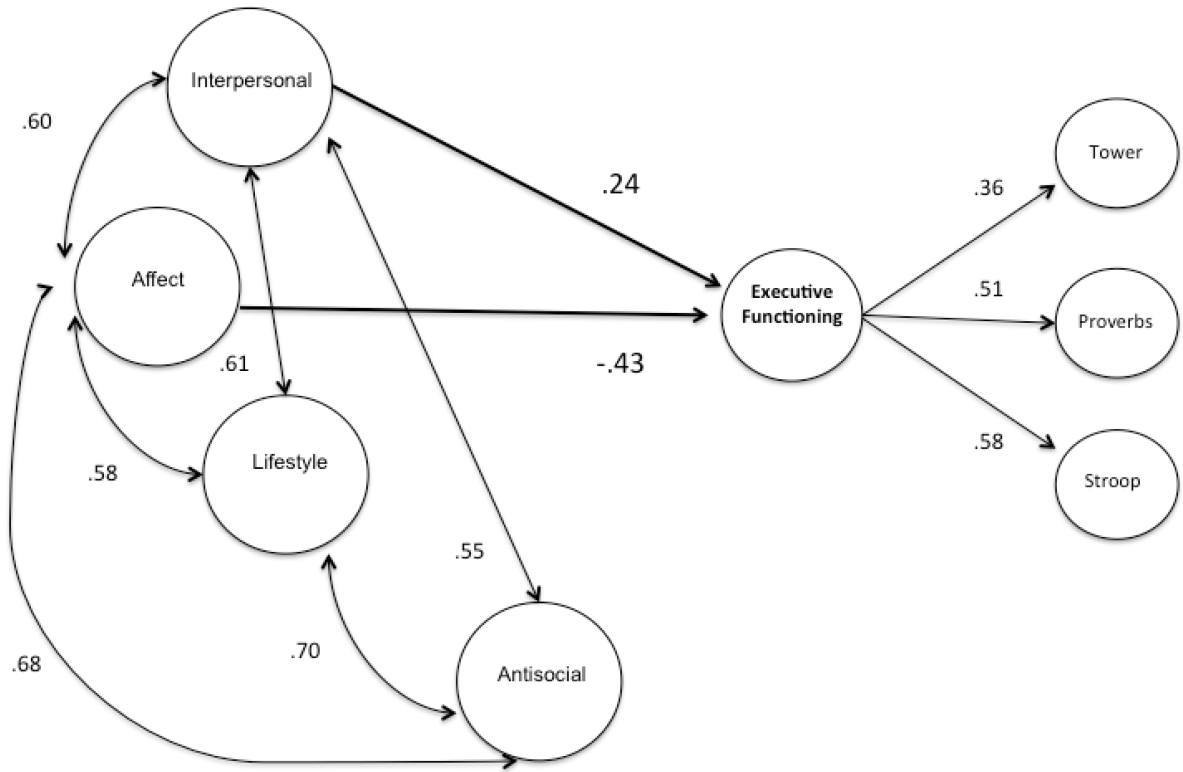 Interpersonal
.60
.24
Tower
.36
Affect
Executive
Functioning
.51
Proverbs
.61
-.43
.58
Lifestyle
.58
Stroop
.55
.70
.68
Antisocial